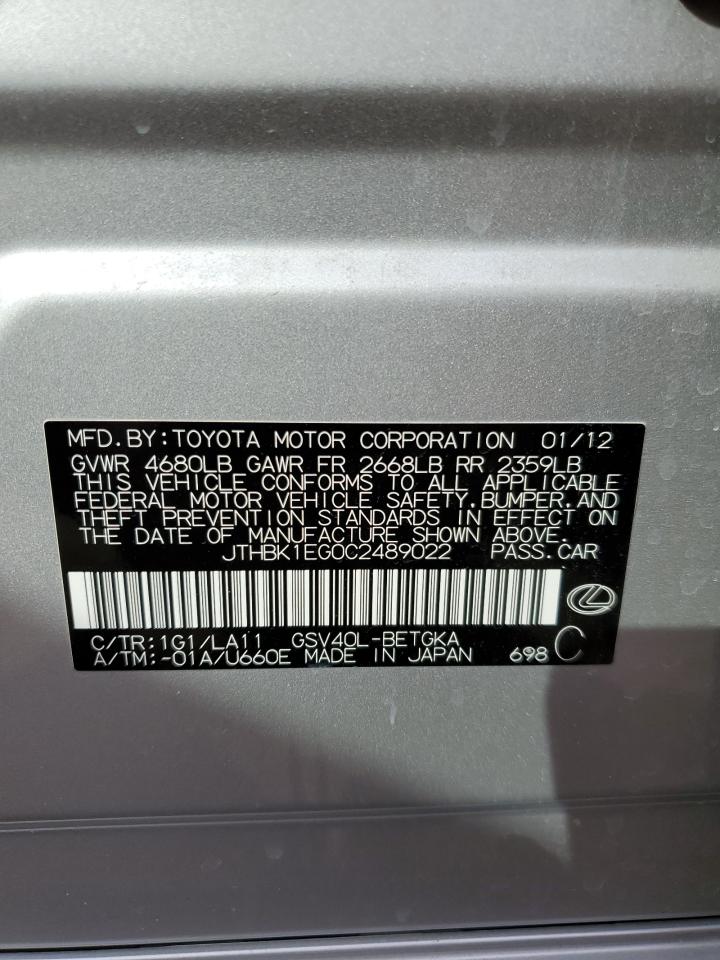 MFD.BY:TOYOTA MOTOR CORPORATION 01/12
GVWR 4680LB GAWR FR 2668LB RR 2359LB
THIS VEHICLE CONFORMS TO ALL APPLICABLE
FEDERAL MOTOR VEHICLE SAFETY,BUMPER,AND
THEFT PREVENTION STANDARDS IN EFFECT ON
THE DATE OF MANUFACTURE SHOWN ABOVE.
JTHBK1EG0C2489022 PASS.CAR
C/TR:1G1/LA11 GSV40L-BETGKA
A/TM:-01A/U660E MADE IN JAPAN 698 C